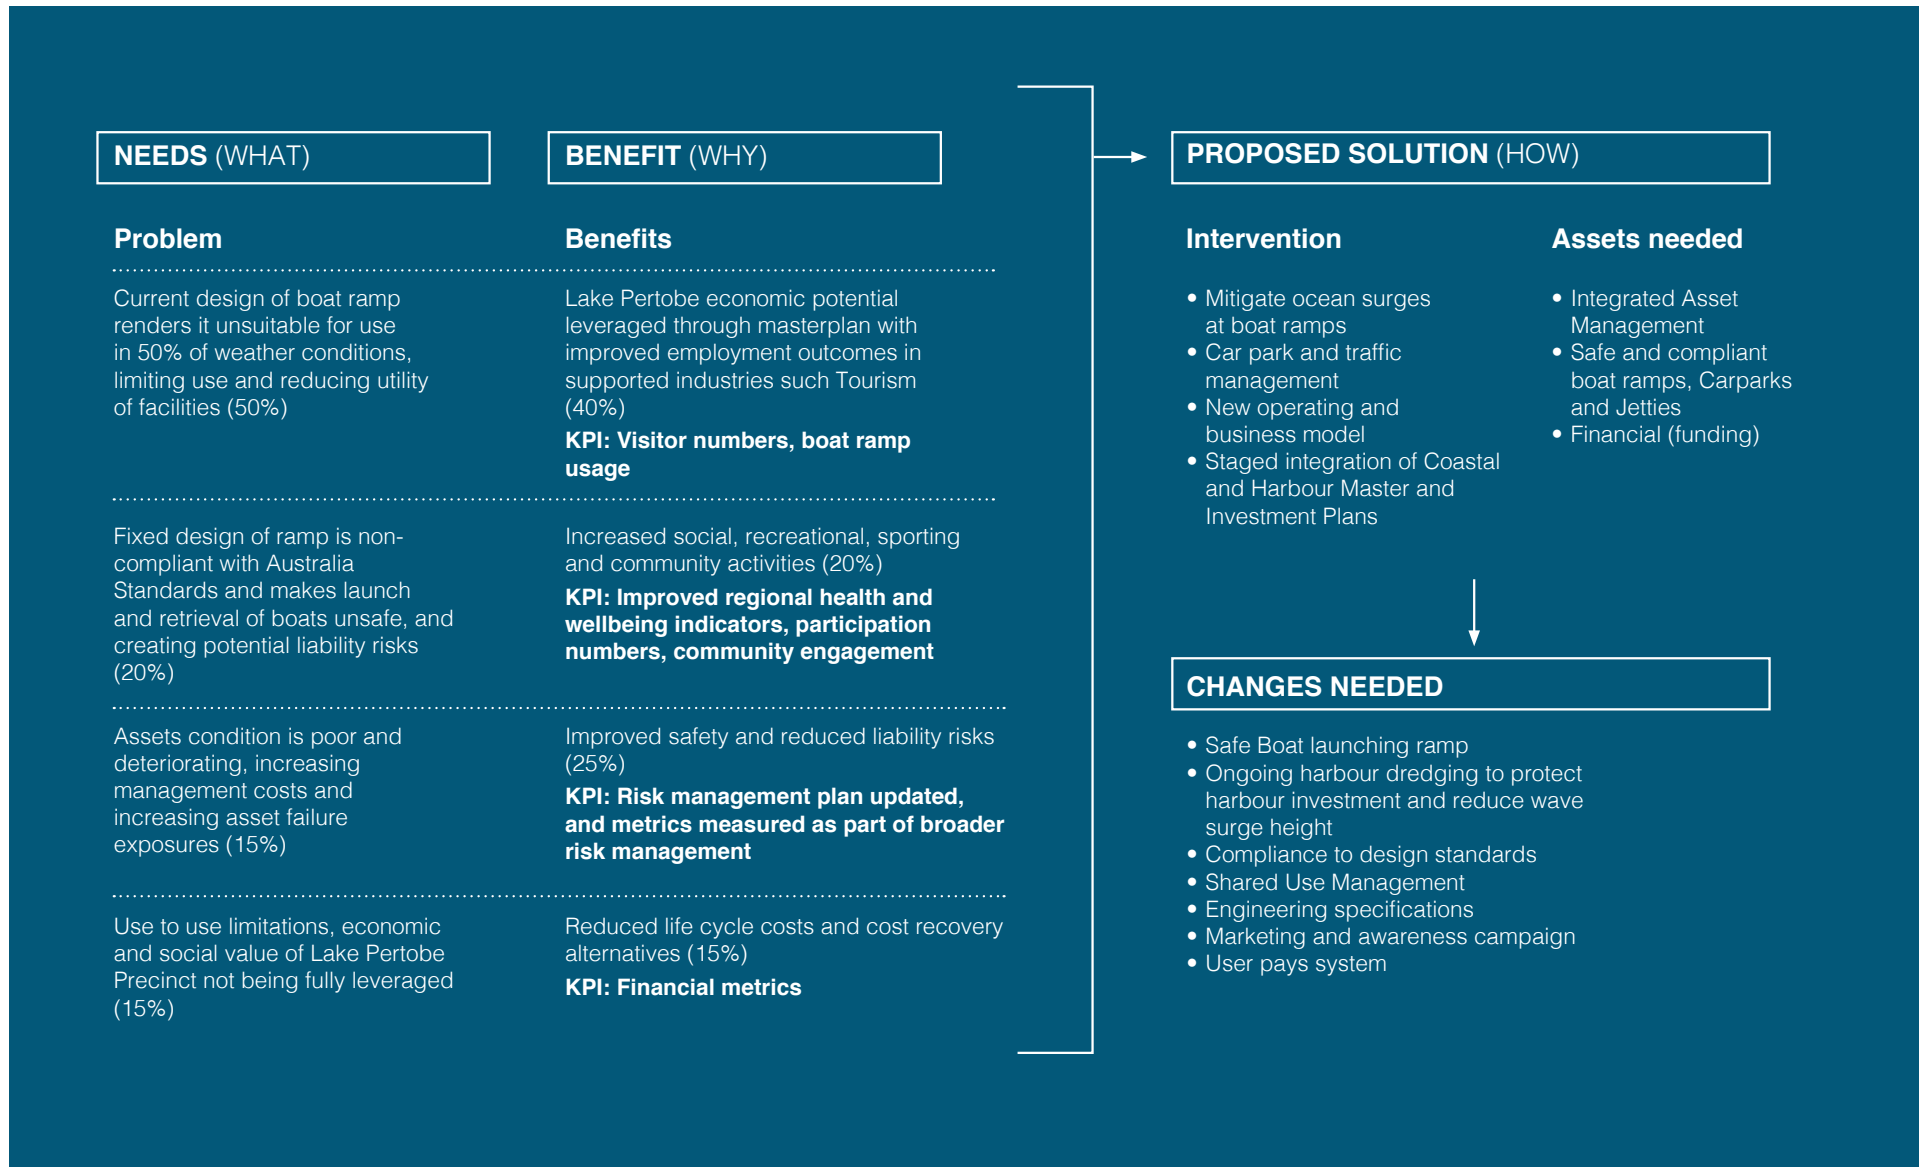 NEEDS (WHAT)
Problem
Current design of boat ramp
renders it unsuitable for use
in 50% of weather conditions,
limiting use and reducing utility
of facilities (50%)
Fixed design of ramp is non-
compliant with Australia
Standards and makes launch
and retrieval of boats unsafe, and
creating potential liability risks
(20%)
Assets condition is poor and
deteriorating, increasing
management costs and
increasing asset failure
exposures (15%)
Use to use limitations, economic
and social value of Lake Pertobe
Precinct not being fully leveraged
(15%)
BENEFIT (WHY)
Benefits
Lake Pertobe economic potential
leveraged through masterplan with
improved employment outcomes in
supported industries such Tourism
(40%)
KPI: Visitor numbers, boat ramp
usage
Increased social, recreational, sporting
and community activities (20%)
KPI: Improved regional health and
wellbeing indicators, participation
numbers, community engagement
Improved safety and reduced liability risks
(25%)
KPI: Risk management plan updated,
and metrics measured as part of broader
risk management
Reduced life cycle costs and cost recovery
alternatives (15%)
KPI: Financial metrics
PROPOSED SOLUTION (HOW)
Intervention
• Mitigate ocean surges
at boat ramps
• Car park and traffic
management
• New operating and
business model
• Staged integration of Coastal
and Harbour Master and
Investment Plans
Assets needed
• Integrated Asset
Management
• Safe and compliant
boat ramps, Carparks
and Jetties
• Financial (funding)
CHANGES NEEDED
• Safe Boat launching ramp
• Ongoing harbour dredging to protect
harbour investment and reduce wave
surge height
• Compliance to design standards
• Shared Use Management
• Engineering specifications
• Marketing and awareness campaign
• User pays system